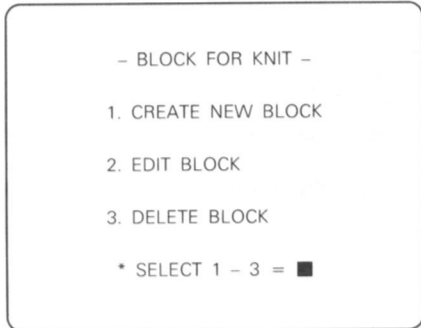 – BLOCK FOR KNIT –
1. CREATE NEW BLOCK
2. EDIT BLOCK
3. DELETE BLOCK
* SELECT 1 – 3 = ■